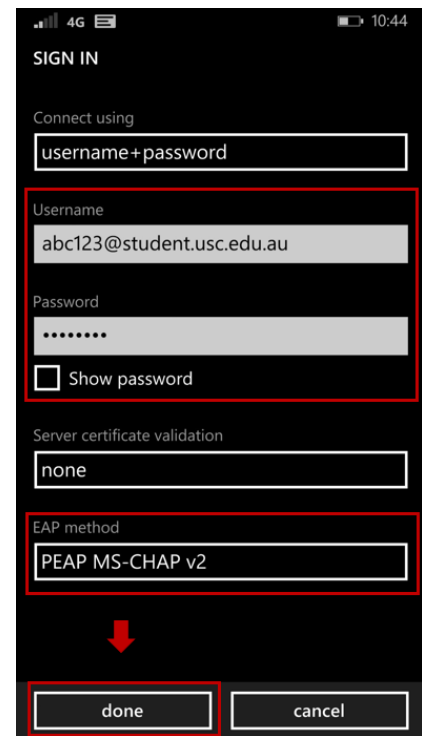 4G 10:44
SIGN IN
Connect using
username+password
Username
abc123@student.usc.edu.au
Password
••••••••
Show password
Server certificate validation
none
EAP method
PEAP MS-CHAP v2
done cancel